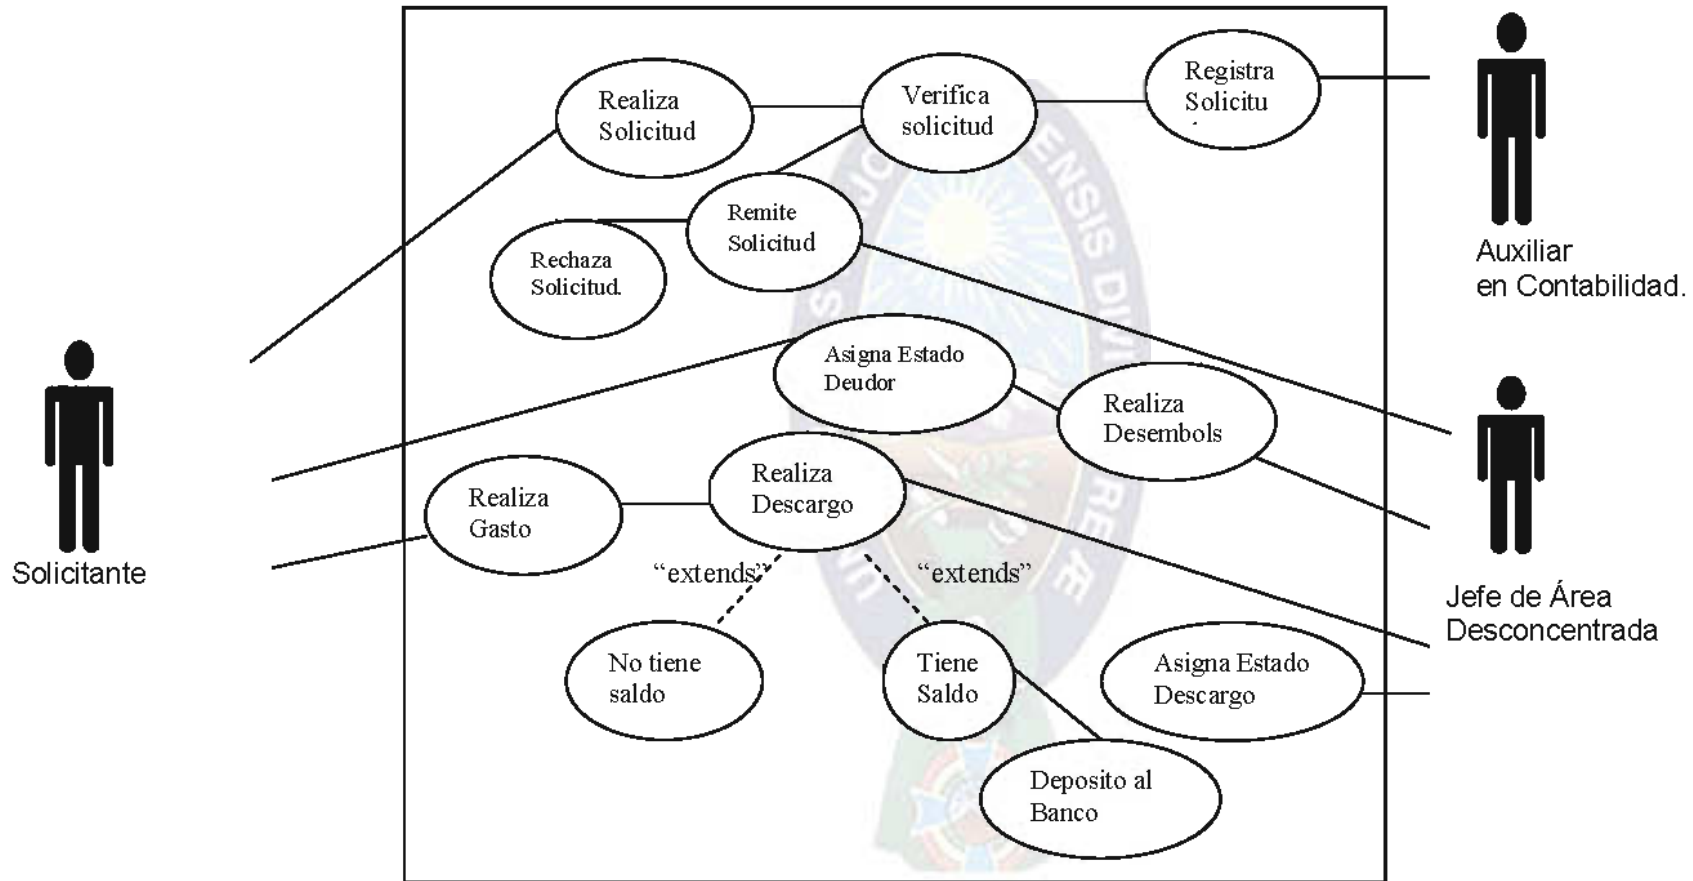 Realiza
Solicitud
Verifica
solicitud
Registra
Solicitu
Auxiliar
en Contabilidad.
Remite
Solicitud
Rechaza
Solicitud.
Asigna Estado
Deudor
Realiza
Desembols
Solicitante
Realiza
Gasto
Realiza
Descargo
Jefe de Área
Desconcentrada
“extends”
“extends”
No tiene
saldo
Tiene
Saldo
Asigna Estado
Descargo
Deposito al
Banco